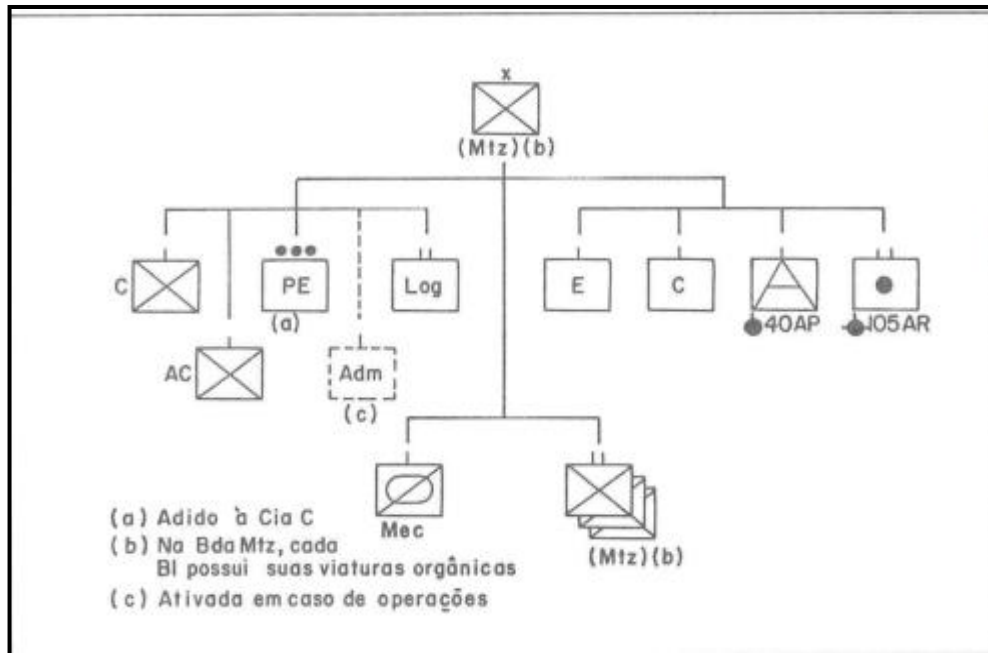 x
(Mtz)(b)
C
PE
(a)
Log
E
C
40AP
105AR
AC
Adm
(c)
Mec
(Mtz)(b)
(a) Adido à Cia C
(b) Na Bda Mtz, cada
BI possui suas viaturas orgânicas
(c) Ativada em caso de operações